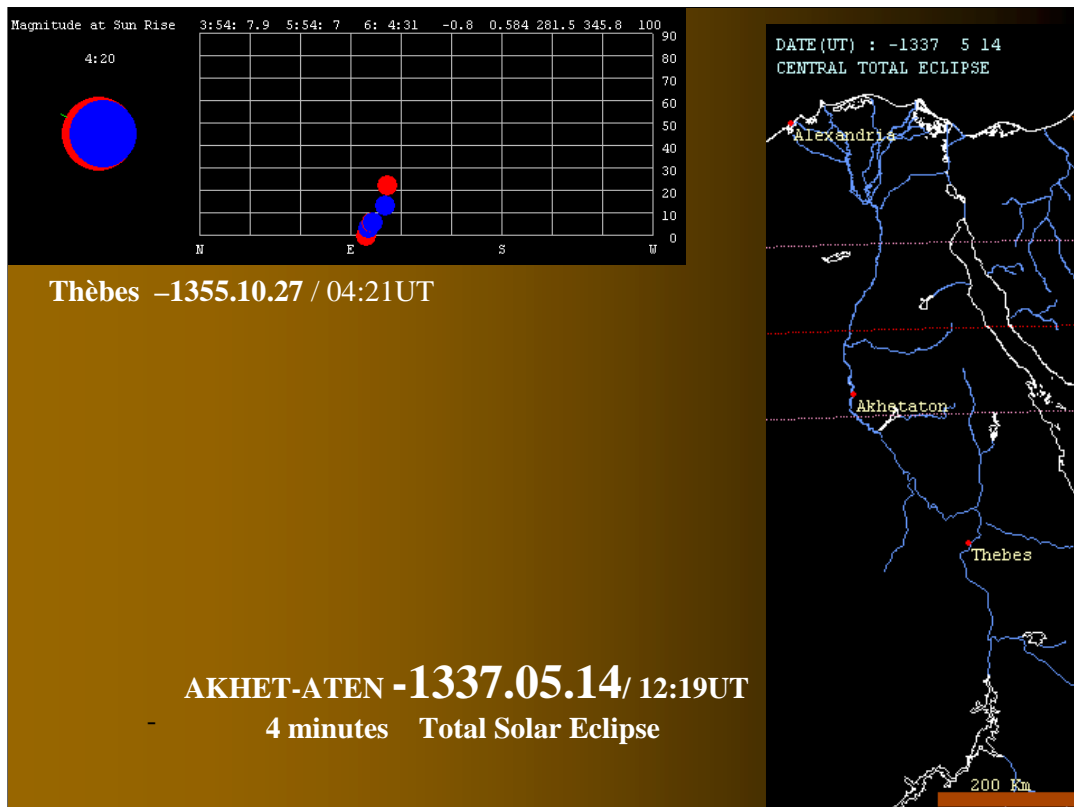 Magnitude at Sun Rise 3:54: 7.9 5:54: 7 6: 4:31 -0.8 0.584 281.5 345.8 100
4:20
90
80
70
60
50
40
30
20
10
0
N E S W
Thèbes –1355.10.27 / 04:21UT
AKHET-ATEN -1337.05.14/ 12:19UT
- 4 minutes Total Solar Eclipse
DATE(UT) : -1337 5 14
CENTRAL TOTAL ECLIPSE
Alexandria
Akhetaton
Thebes
200 Km